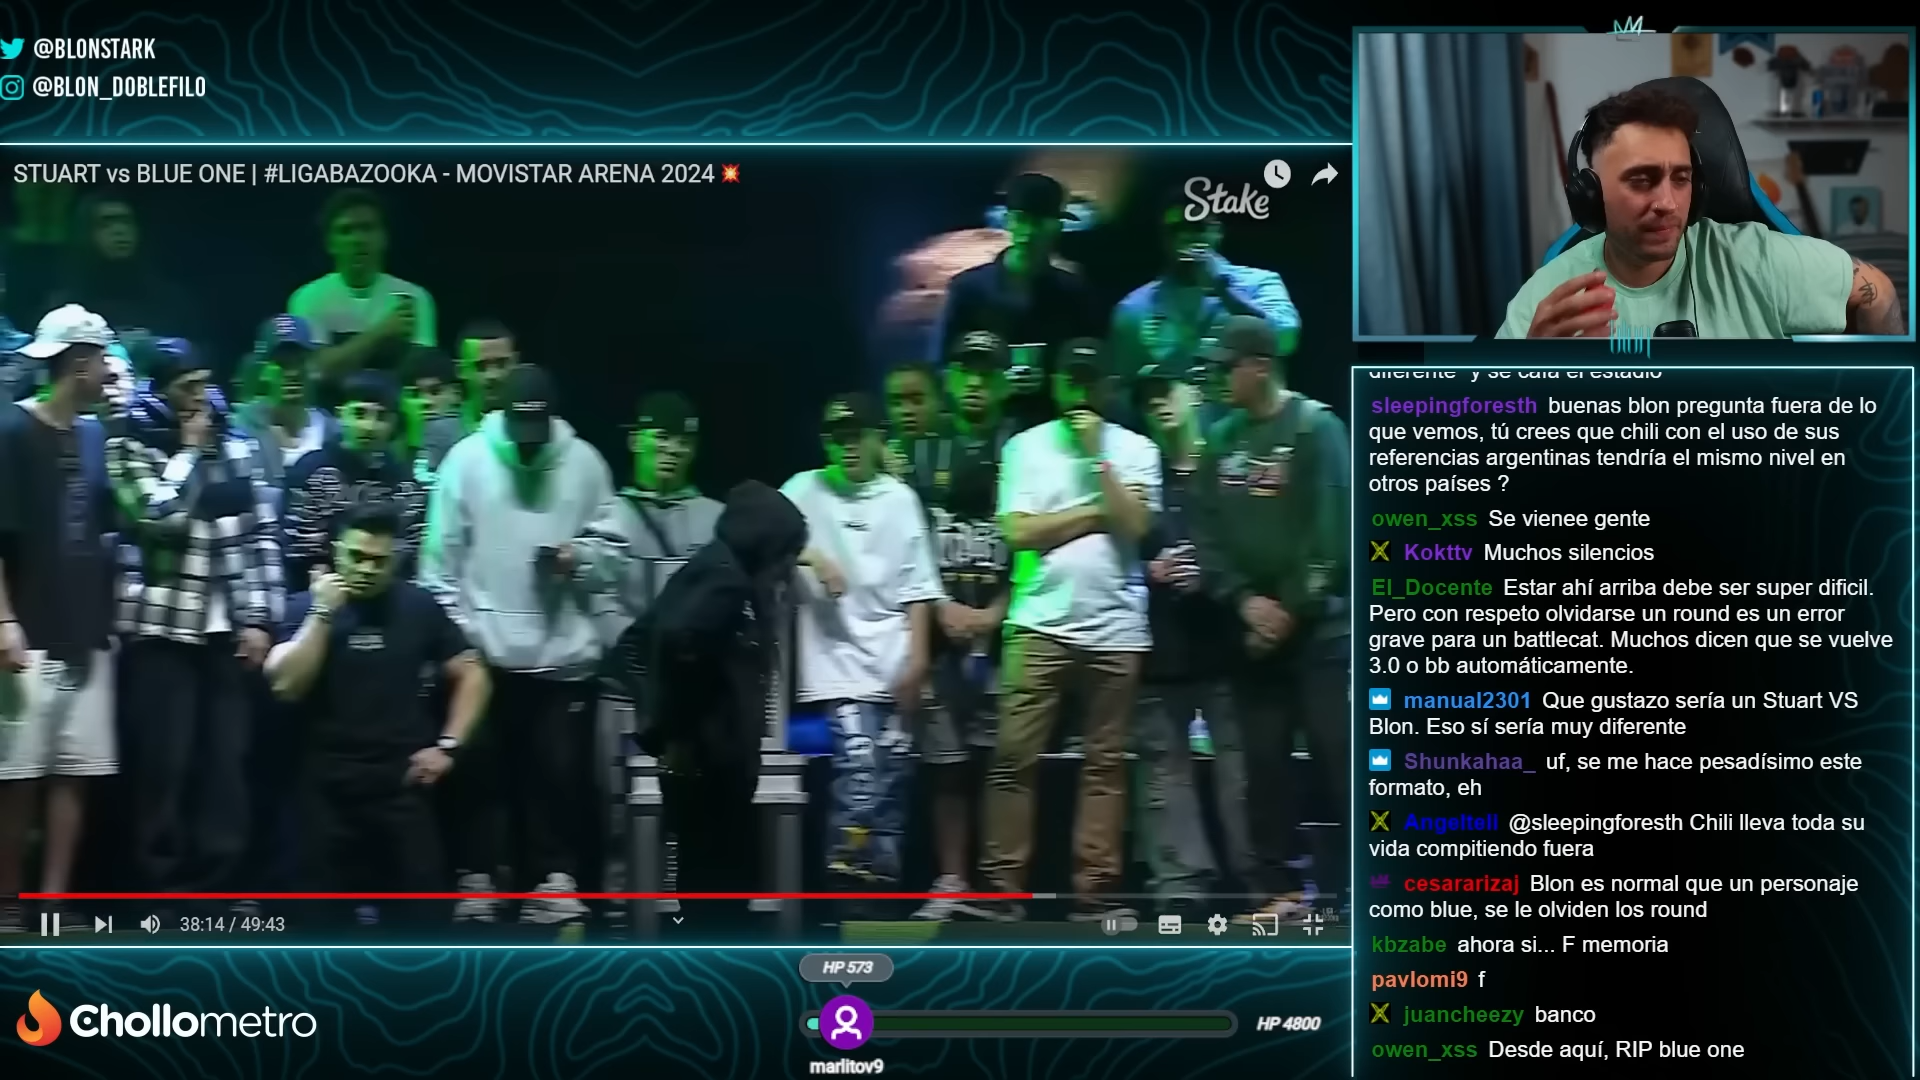 @BLONSTARK
@BLON_DOBLEFILO
STUART vs BLUE ONE | #LIGABAZOOKA - MOVISTAR ARENA 2024
Stake
38:14 / 49:43
Chollometro
HP 573
HP 4800
marlitov9
diferente" y se caía el estadio
sleepingforesth buenas blon pregunta fuera de lo
que vemos, tú crees que chili con el uso de sus
referencias argentinas tendría el mismo nivel en
otros países ?
owen_xss Se vienee gente
Kokttv Muchos silencios
El_Docente Estar ahí arriba debe ser super dificil.
Pero con respeto olvidarse un round es un error
grave para un battlecat. Muchos dicen que se vuelve
3.0 o bb automáticamente.
manual2301 Que gustazo sería un Stuart VS
Blon. Eso sí sería muy diferente
Shunkahaa_ uf, se me hace pesadísimo este
formato, eh
Angeltell @sleepingforesth Chili lleva toda su
vida compitiendo fuera
cesararizaj Blon es normal que un personaje
como blue, se le olviden los round
kbzabe ahora si... F memoria
pavlomi9 f
juancheezy banco
owen_xss Desde aquí, RIP blue one